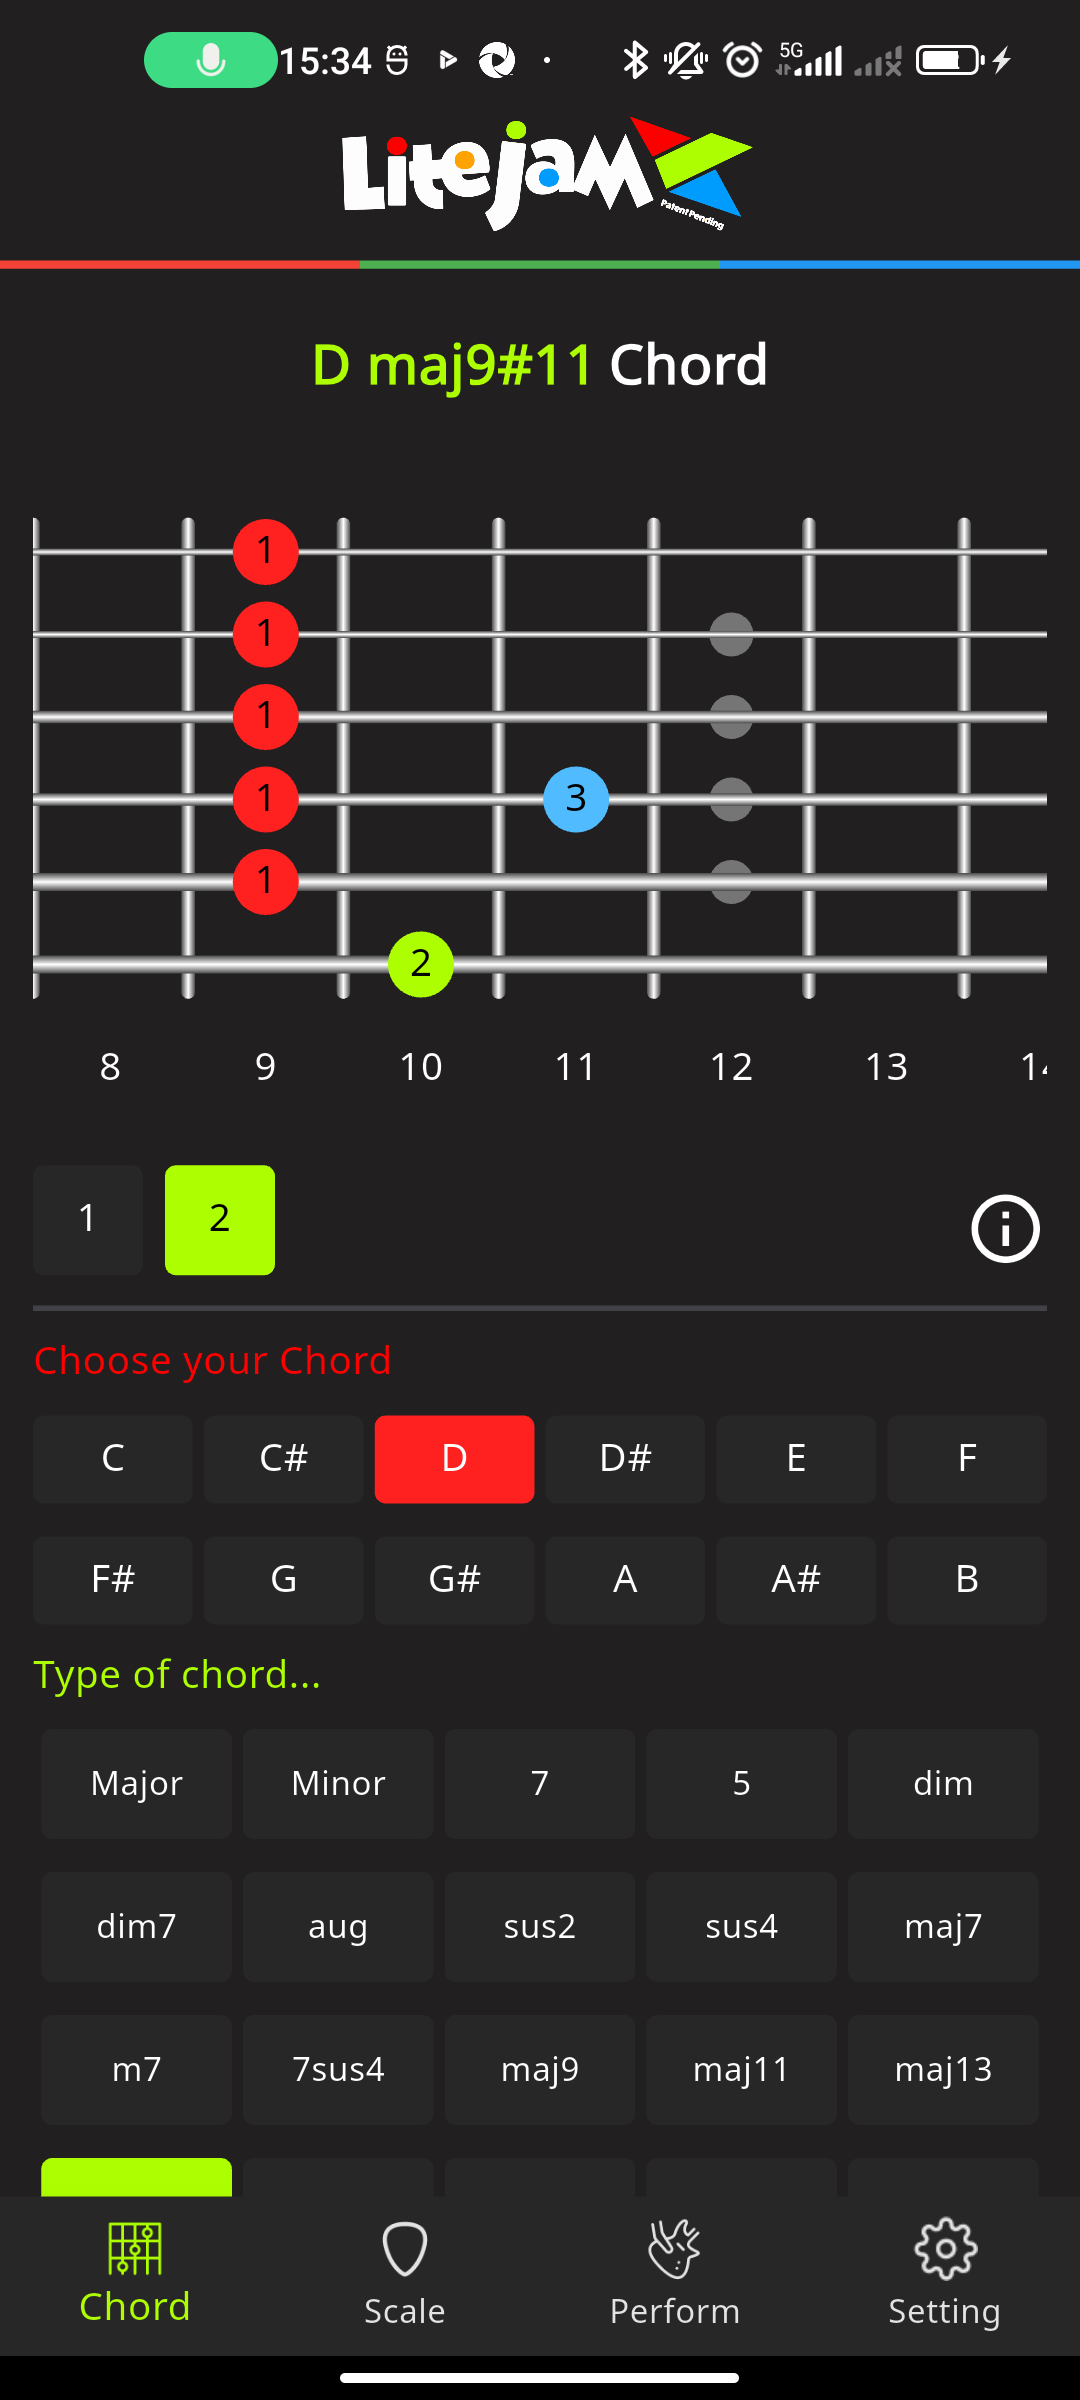 15:34
5G
Litejam
Patent Pending
D maj9#11 Chord
1
1
1
1 3
1
2
8 9 10 11 12 13
1 2
Choose your Chord
C C# D D# E F
F# G G# A A# B
Type of chord...
Major Minor 7 5 dim
dim7 aug sus2 sus4 maj7
m7 7sus4 maj9 maj11 maj13
Chord Scale Perform Setting